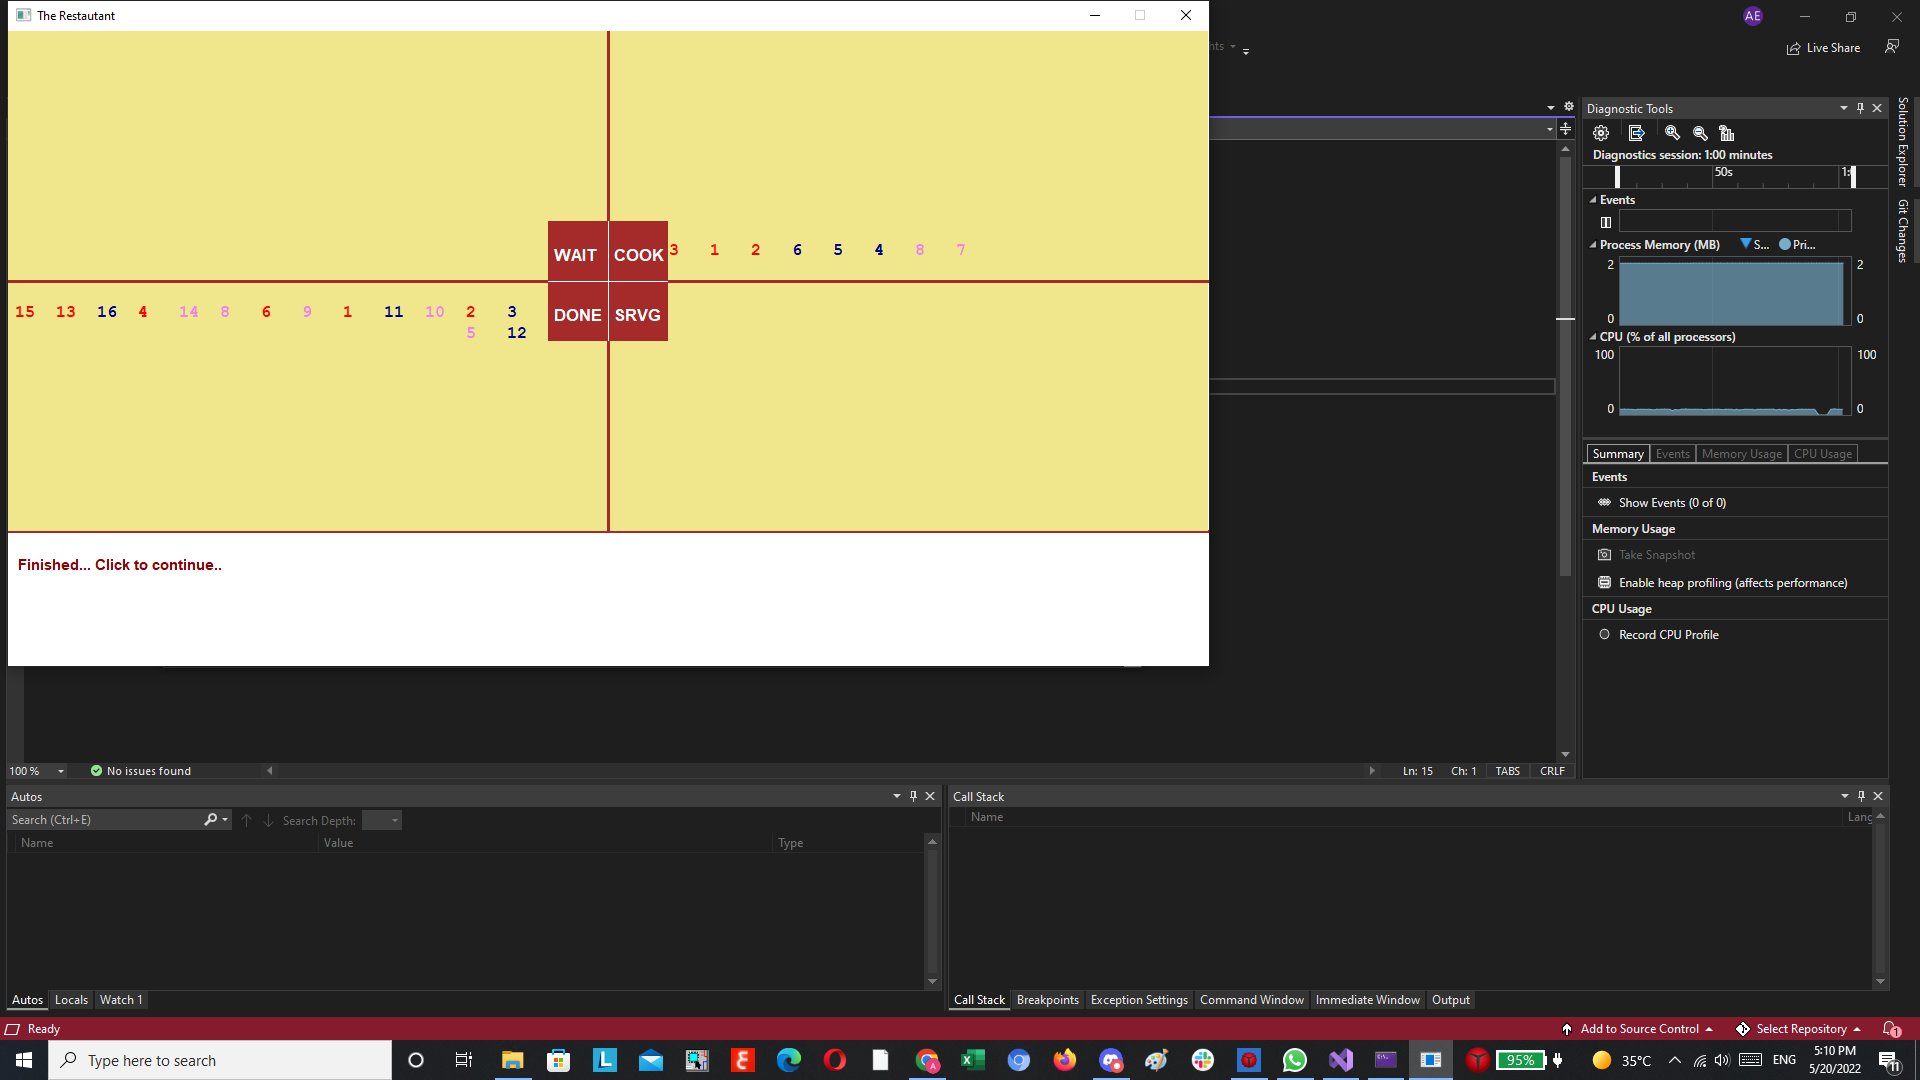 The Restautant
AE
nts
Live Share
WAIT COOK 3 1 2 6 5 4 8 7
15 13 16 4 14 8 6 9 1 11 10 2 3
5 12
DONE SRVG
Finished... Click to continue..
Diagnostic Tools
Diagnostics session: 1:00 minutes
50s
Events
Process Memory (MB) S... Pri...
2 2
0 0
CPU (% of all processors)
100 100
0 0
Summary Events Memory Usage CPU Usage
Events
Show Events (0 of 0)
Memory Usage
Take Snapshot
Enable heap profiling (affects performance)
CPU Usage
Record CPU Profile
Solution Explorer
Git Changes
100 % No issues found Ln: 15 Ch: 1 TABS CRLF
Autos
Search (Ctrl+E) Search Depth:
Name Value Type
Autos Locals Watch 1
Call Stack
Name Lang
Call Stack Breakpoints Exception Settings Command Window Immediate Window Output
Ready Add to Source Control Select Repository 1
Type here to search
95% 35°C ENG 5:10 PM
5/20/2022 11